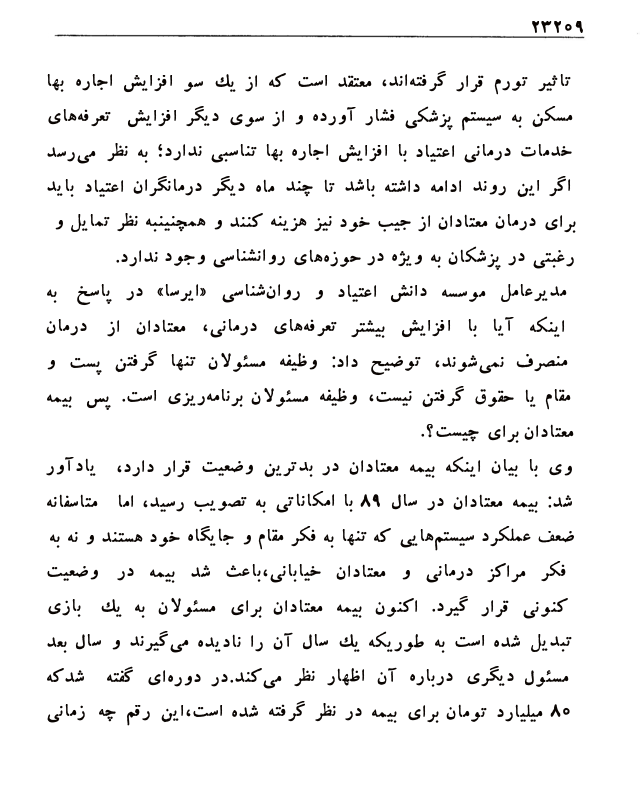 ۲۳۲۰۹
تاثیر تورم قرار گرفته‌اند، معتقد است که از یك سو افزایش اجاره بها
مسکن به سیستم پزشکی فشار آورده و از سوی دیگر افزایش تعرفه‌های
خدمات درمانی اعتیاد با افزایش اجاره بها تناسبی ندارد؛ به نظر می‌رسد
اگر این روند ادامه داشته باشد تا چند ماه دیگر درمانگران اعتیاد باید
برای درمان معتادان از جیب خود نیز هزینه کنند و همچنینبه نظر تمایل و
رغبتی در پزشکان به ویژه در حوزه‌های روانشناسی وجود ندارد.
مدیرعامل موسسه دانش اعتیاد و روان‌شناسی «ایرسا» در پاسخ به
اینکه آیا با افزایش بیشتر تعرفه‌های درمانی، معتادان از درمان
منصرف نمی‌شوند، توضیح داد: وظیفه مسئولان تنها گرفتن پست و
مقام یا حقوق گرفتن نیست، وظیفه مسئولان برنامه‌ریزی است. پس بیمه
معتادان برای چیست؟.
وی با بیان اینکه بیمه معتادان در بدترین وضعیت قرار دارد، یادآور
شد: بیمه معتادان در سال ۸۹ با امکاناتی به تصویب رسید، اما متاسفانه
ضعف عملکرد سیستم‌هایی که تنها به فکر مقام و جایگاه خود هستند و نه به
فکر مراکز درمانی و معتادان خیابانی،باعث شد بیمه در وضعیت
کنونی قرار گیرد. اکنون بیمه معتادان برای مسئولان به یك بازی
تبدیل شده است به طوریکه یك سال آن را نادیده می‌گیرند و سال بعد
مسئول دیگری درباره آن اظهار نظر می‌کند.در دوره‌ای گفته شدکه
۸۰ میلیارد تومان برای بیمه در نظر گرفته شده است،این رقم چه زمانی